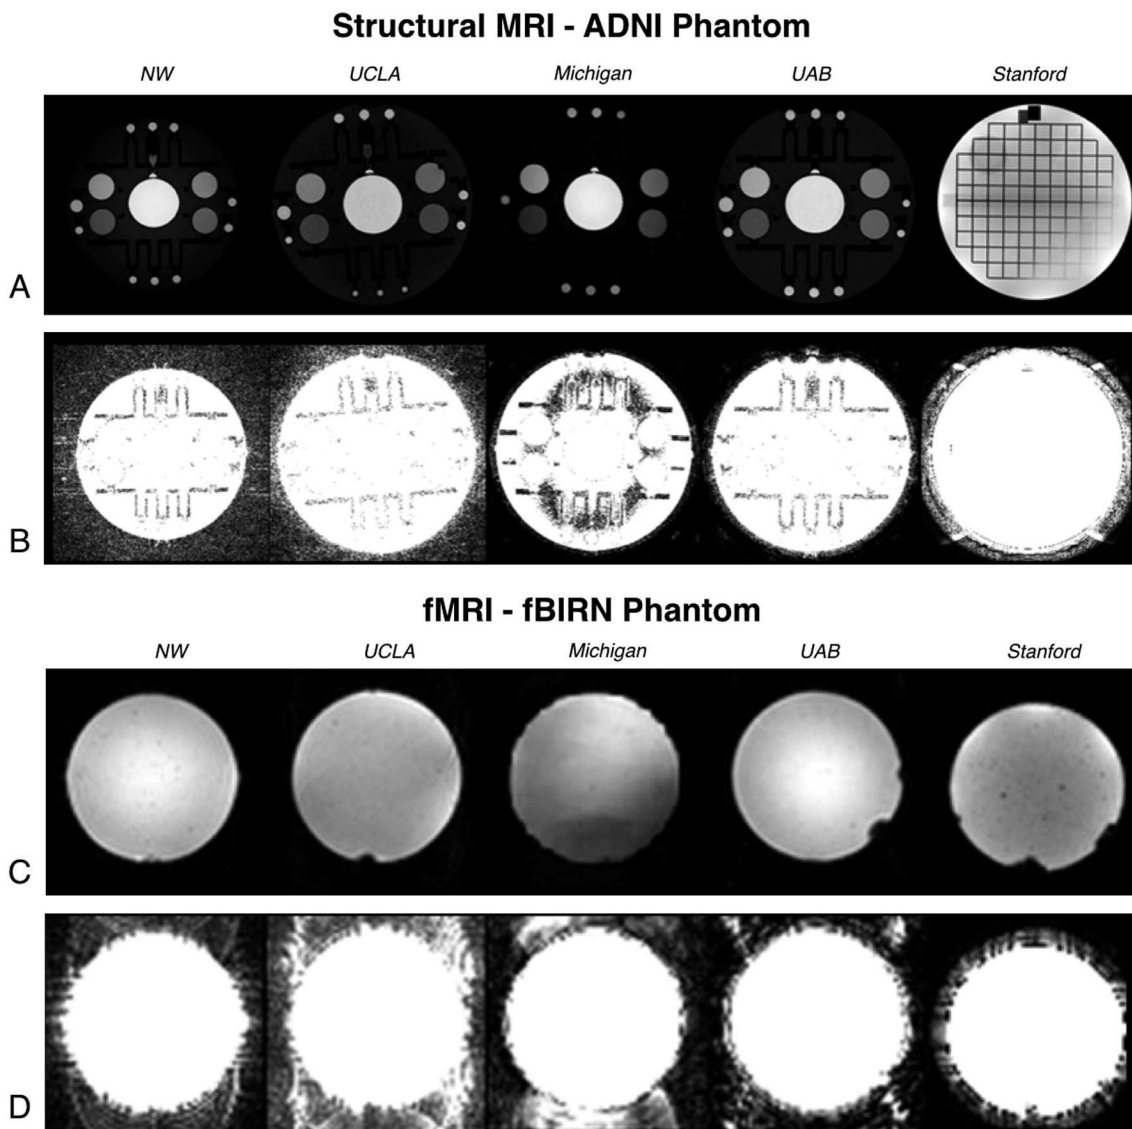 Structural MRI - ADNI Phantom
NW UCLA Michigan UAB Stanford
A
B
fMRI - fBIRN Phantom
NW UCLA Michigan UAB Stanford
C
D